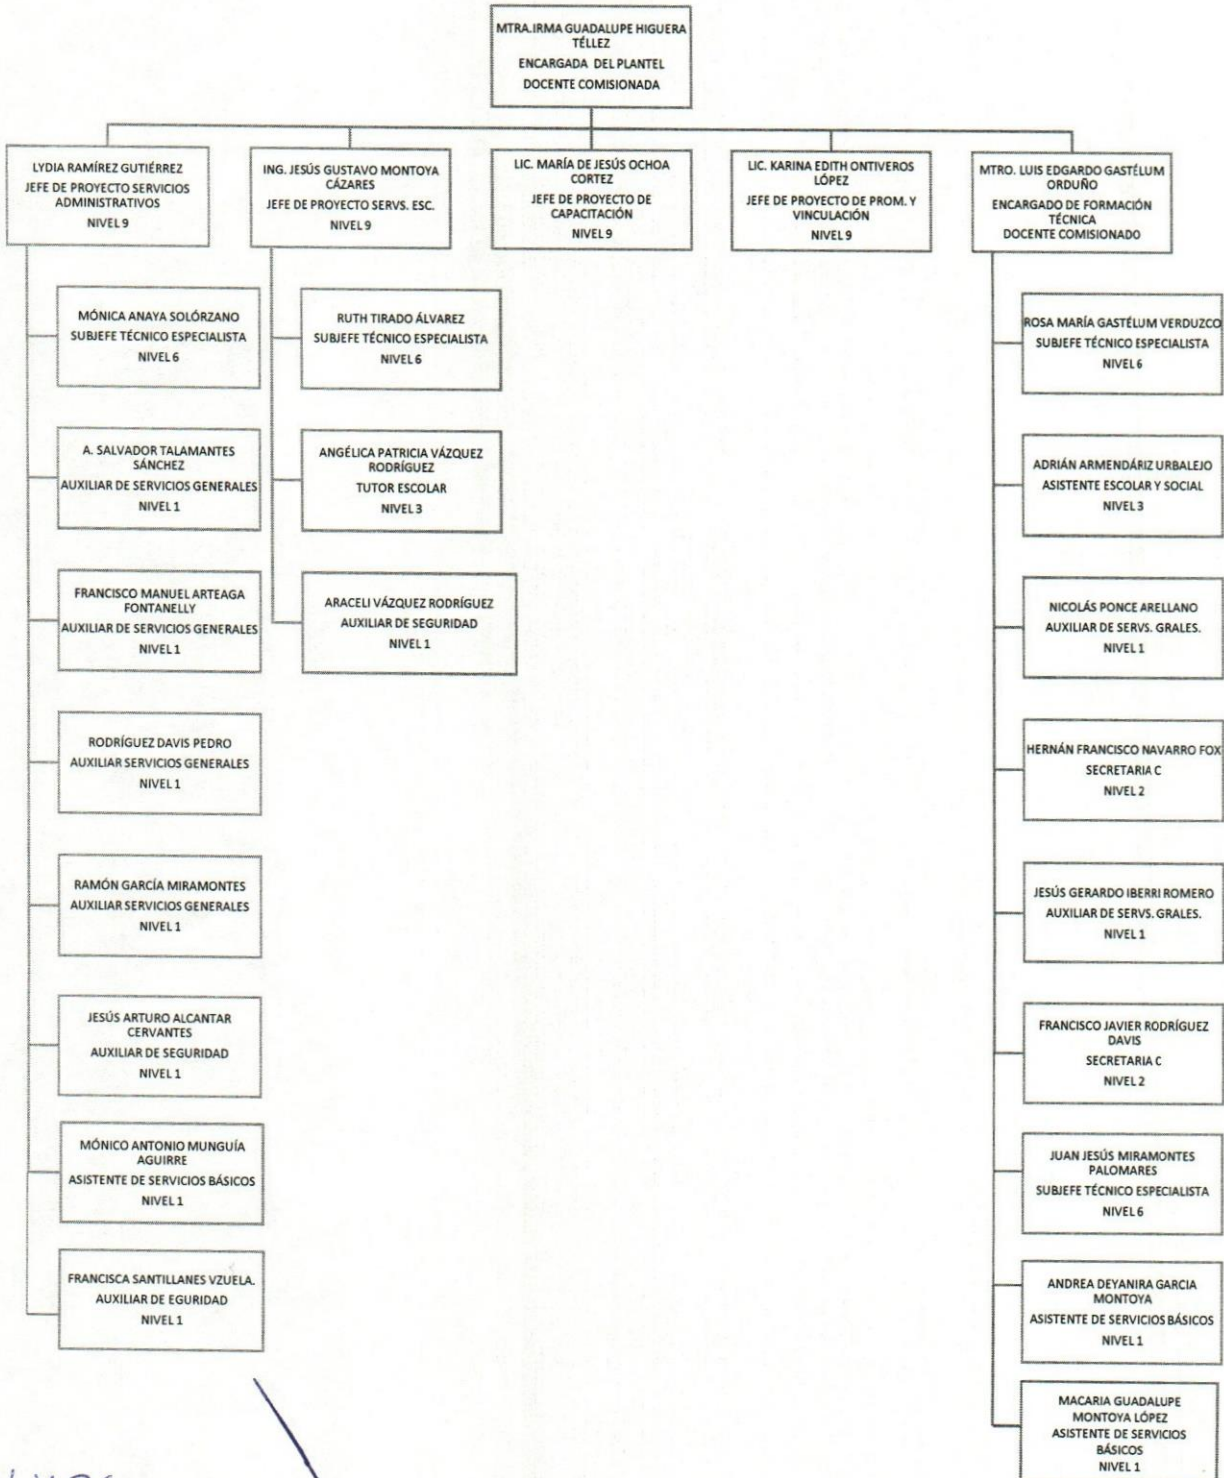 MTRA.IRMA GUADALUPE HIGUERA
TÉLLEZ
ENCARGADA DEL PLANTEL
DOCENTE COMISIONADA
LYDIA RAMÍREZ GUTIÉRREZ
JEFE DE PROYECTO SERVICIOS
ADMINISTRATIVOS
NIVEL 9
ING. JESÚS GUSTAVO MONTOYA
CÁZARES
JEFE DE PROYECTO SERVS. ESC.
NIVEL 9
LIC. MARÍA DE JESÚS OCHOA
CORTEZ
JEFE DE PROYECTO DE
CAPACITACIÓN
NIVEL 9
LIC. KARINA EDITH ONTIVEROS
LÓPEZ
JEFE DE PROYECTO DE PROM. Y
VINCULACIÓN
NIVEL 9
MTRO. LUIS EDGARDO GASTÉLUM
ORDUÑO
ENCARGADO DE FORMACIÓN
TÉCNICA
DOCENTE COMISIONADO
MÓNICA ANAYA SOLÓRZANO
SUBJEFE TÉCNICO ESPECIALISTA
NIVEL 6
A. SALVADOR TALAMANTES
SÁNCHEZ
AUXILIAR DE SERVICIOS GENERALES
NIVEL 1
FRANCISCO MANUEL ARTEAGA
FONTANELLY
AUXILIAR DE SERVICIOS GENERALES
NIVEL 1
RODRÍGUEZ DAVIS PEDRO
AUXILIAR SERVICIOS GENERALES
NIVEL 1
RAMÓN GARCÍA MIRAMONTES
AUXILIAR SERVICIOS GENERALES
NIVEL 1
JESÚS ARTURO ALCANTAR
CERVANTES
AUXILIAR DE SEGURIDAD
NIVEL 1
MÓNICO ANTONIO MUNGUÍA
AGUIRRE
ASISTENTE DE SERVICIOS BÁSICOS
NIVEL 1
FRANCISCA SANTILLANES VZUELA.
AUXILIAR DE EGURIDAD
NIVEL 1
RUTH TIRADO ÁLVAREZ
SUBJEFE TÉCNICO ESPECIALISTA
NIVEL 6
ANGÉLICA PATRICIA VÁZQUEZ
RODRÍGUEZ
TUTOR ESCOLAR
NIVEL 3
ARACELI VÁZQUEZ RODRÍGUEZ
AUXILIAR DE SEGURIDAD
NIVEL 1
ROSA MARÍA GASTÉLUM VERDUZCO
SUBJEFE TÉCNICO ESPECIALISTA
NIVEL 6
ADRIÁN ARMENDÁRIZ URBALEJO
ASISTENTE ESCOLAR Y SOCIAL
NIVEL 3
NICOLÁS PONCE ARELLANO
AUXILIAR DE SERVS. GRALES.
NIVEL 1
HERNÁN FRANCISCO NAVARRO FOX
SECRETARIA C
NIVEL 2
JESÚS GERARDO IBERRI ROMERO
AUXILIAR DE SERVS. GRALES.
NIVEL 1
FRANCISCO JAVIER RODRÍGUEZ
DAVIS
SECRETARIA C
NIVEL 2
JUAN JESÚS MIRAMONTES
PALOMARES
SUBJEFE TÉCNICO ESPECIALISTA
NIVEL 6
ANDREA DEYANIRA GARCIA
MONTOYA
ASISTENTE DE SERVICIOS BÁSICOS
NIVEL 1
MACARIA GUADALUPE
MONTOYA LÓPEZ
ASISTENTE DE SERVICIOS
BÁSICOS
NIVEL 1